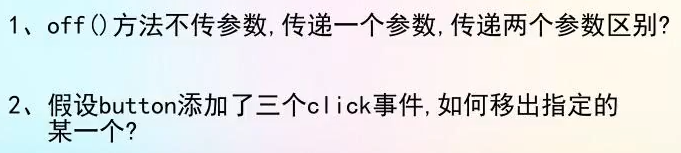 1、off()方法不传参数,传递一个参数,传递两个参数区别?
2、假设button添加了三个click事件,如何移出指定的
某一个?